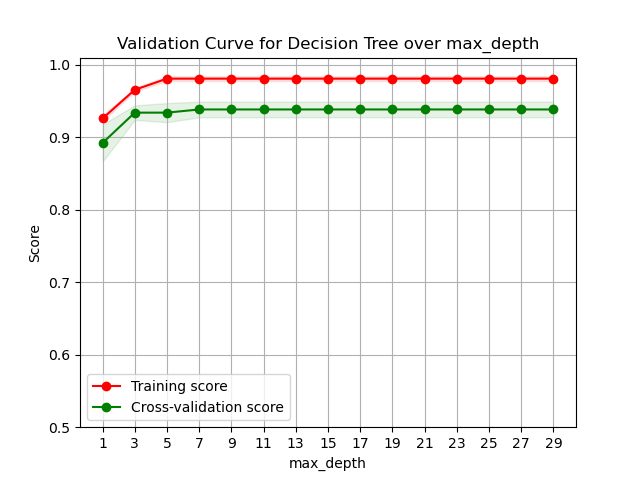 Validation Curve for Decision Tree over max_depth
1.0
0.9
0.8
0.7
0.6
0.5
Score
Training score
Cross-validation score
1 3 5 7 9 11 13 15 17 19 21 23 25 27 29
max_depth